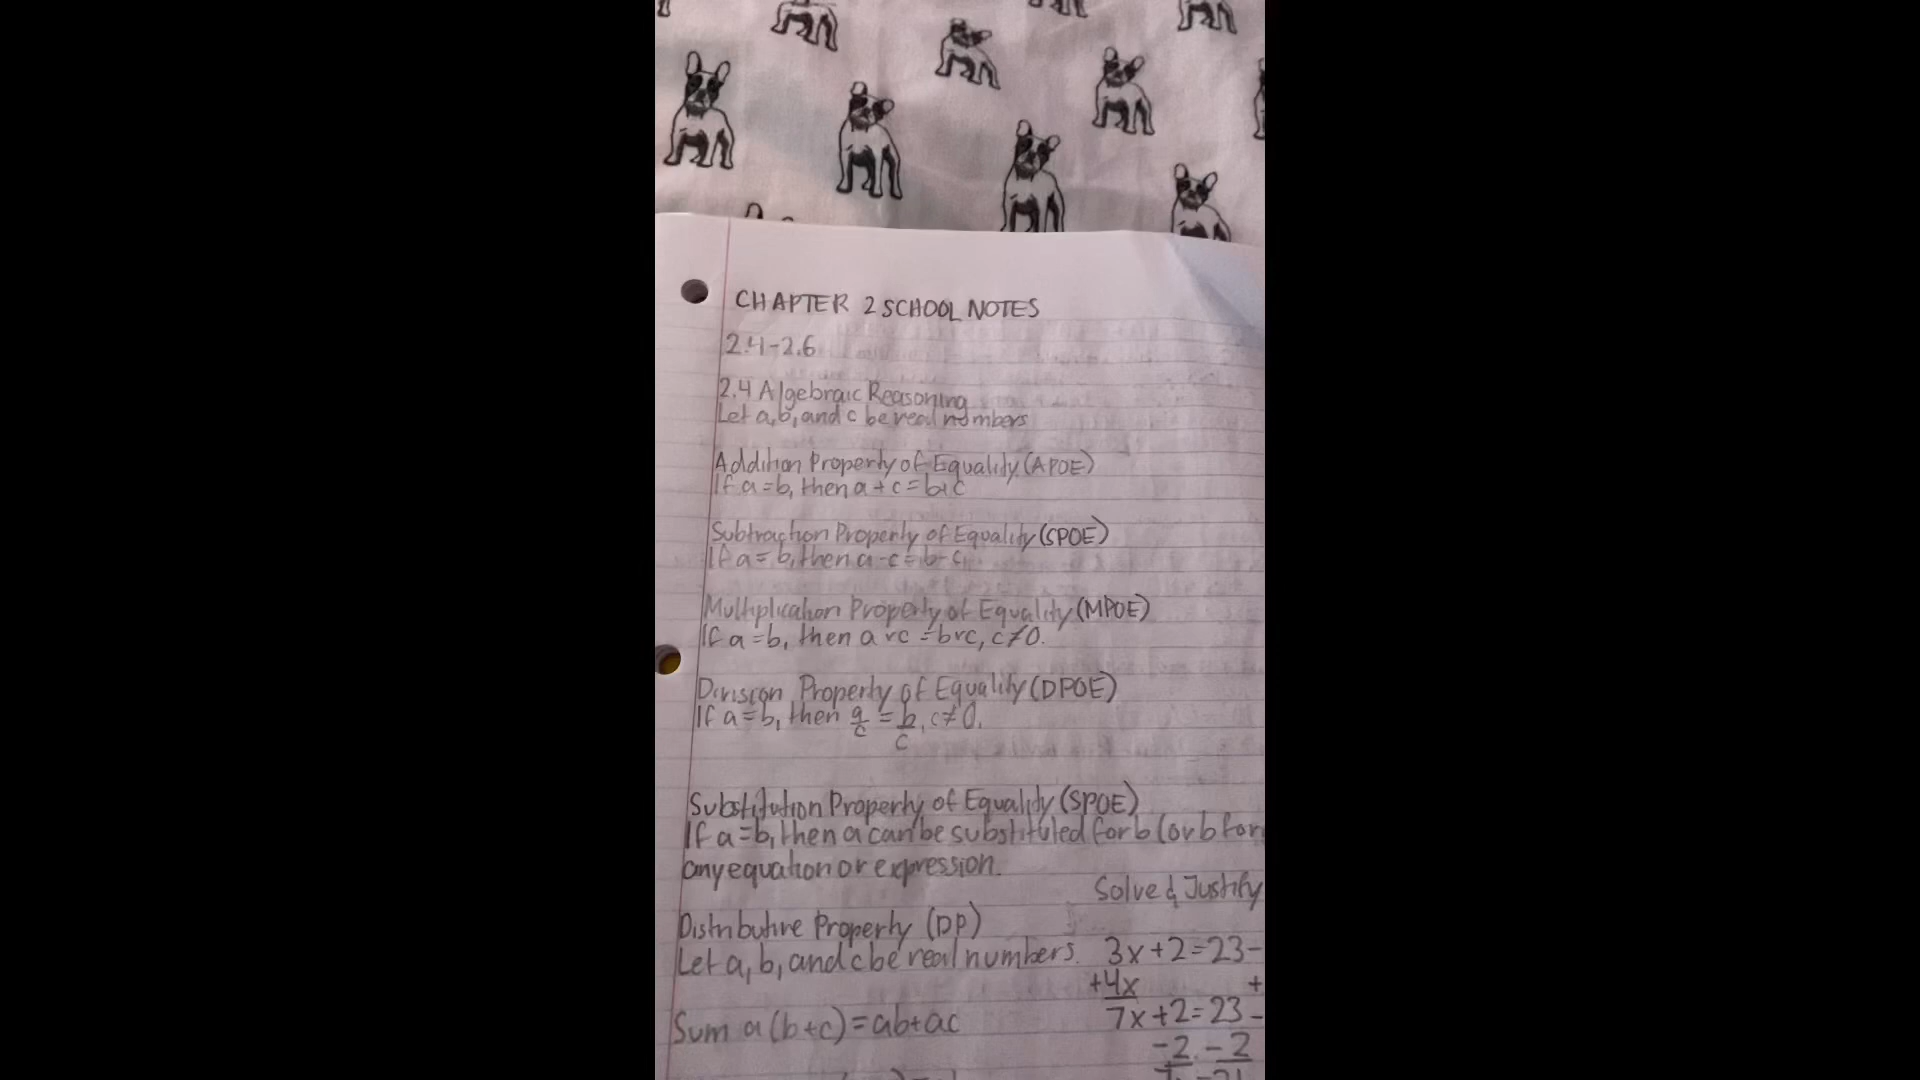 CHAPTER 2 SCHOOL NOTES
2.4-2.6
2.4 Algebraic Reasoning
Let a, b, and c be real numbers
Addition Property of Equality (APOE)
If a = b, then a + c = b+c
Subtraction Property of Equality (SPOE)
If a = b, then a - c = b - c
Multiplication Property of Equality (MPOE)
If a = b, then a • c = b • c, c ≠ 0.
Division Property of Equality (DPOE)
If a = b, then a/c = b/c, c ≠ 0.
Substitution Property of Equality (SPOE)
If a = b, then a can be substituted for b (or b for
any equation or expression.
Solve & Justify
Distributive Property (DP)
Let a, b, and c be real numbers.
Sum a(b+c) = ab+ac
3x + 2 = 23 -
+4x +
7x + 2 = 23 -
-2 -2